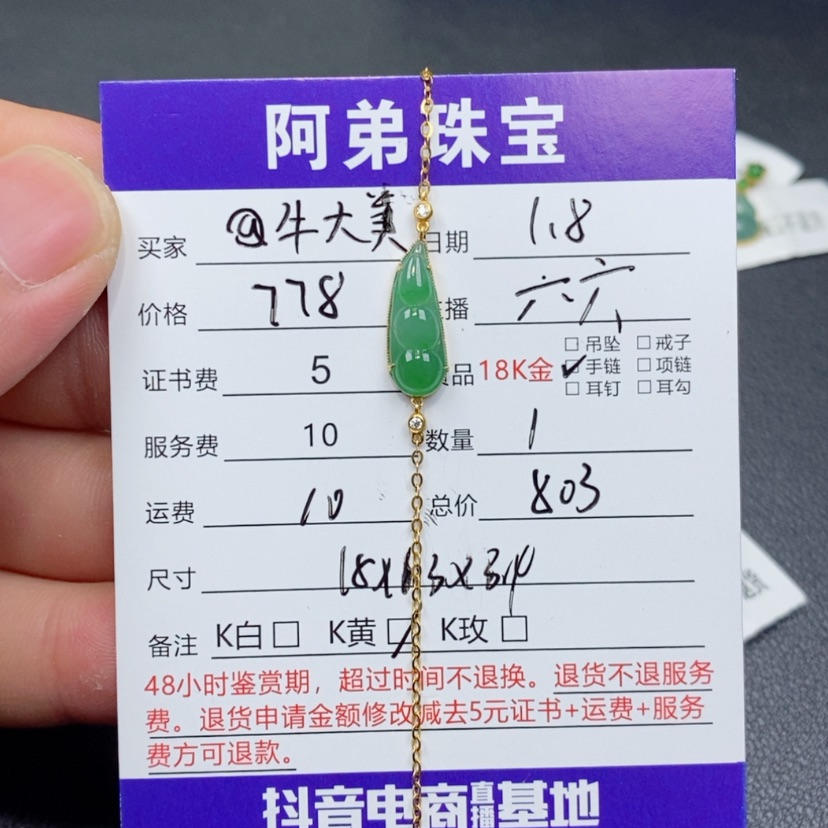 阿弟珠宝
买家 @牛大美 日期 1.8
价格 778 播 六六
证书费 5 品 18K金 □吊坠 □戒子 ✓手链 □项链 □耳钉 □耳勾
服务费 10 数量 1
运费 10 总价 803
尺寸
备注 K白□ K黄☑ K玫□
48小时鉴赏期，超过时间不退换。退货不退服务
费。退货申请金额修改减去5元证书+运费+服务
费方可退款。
抖音电商直播基地